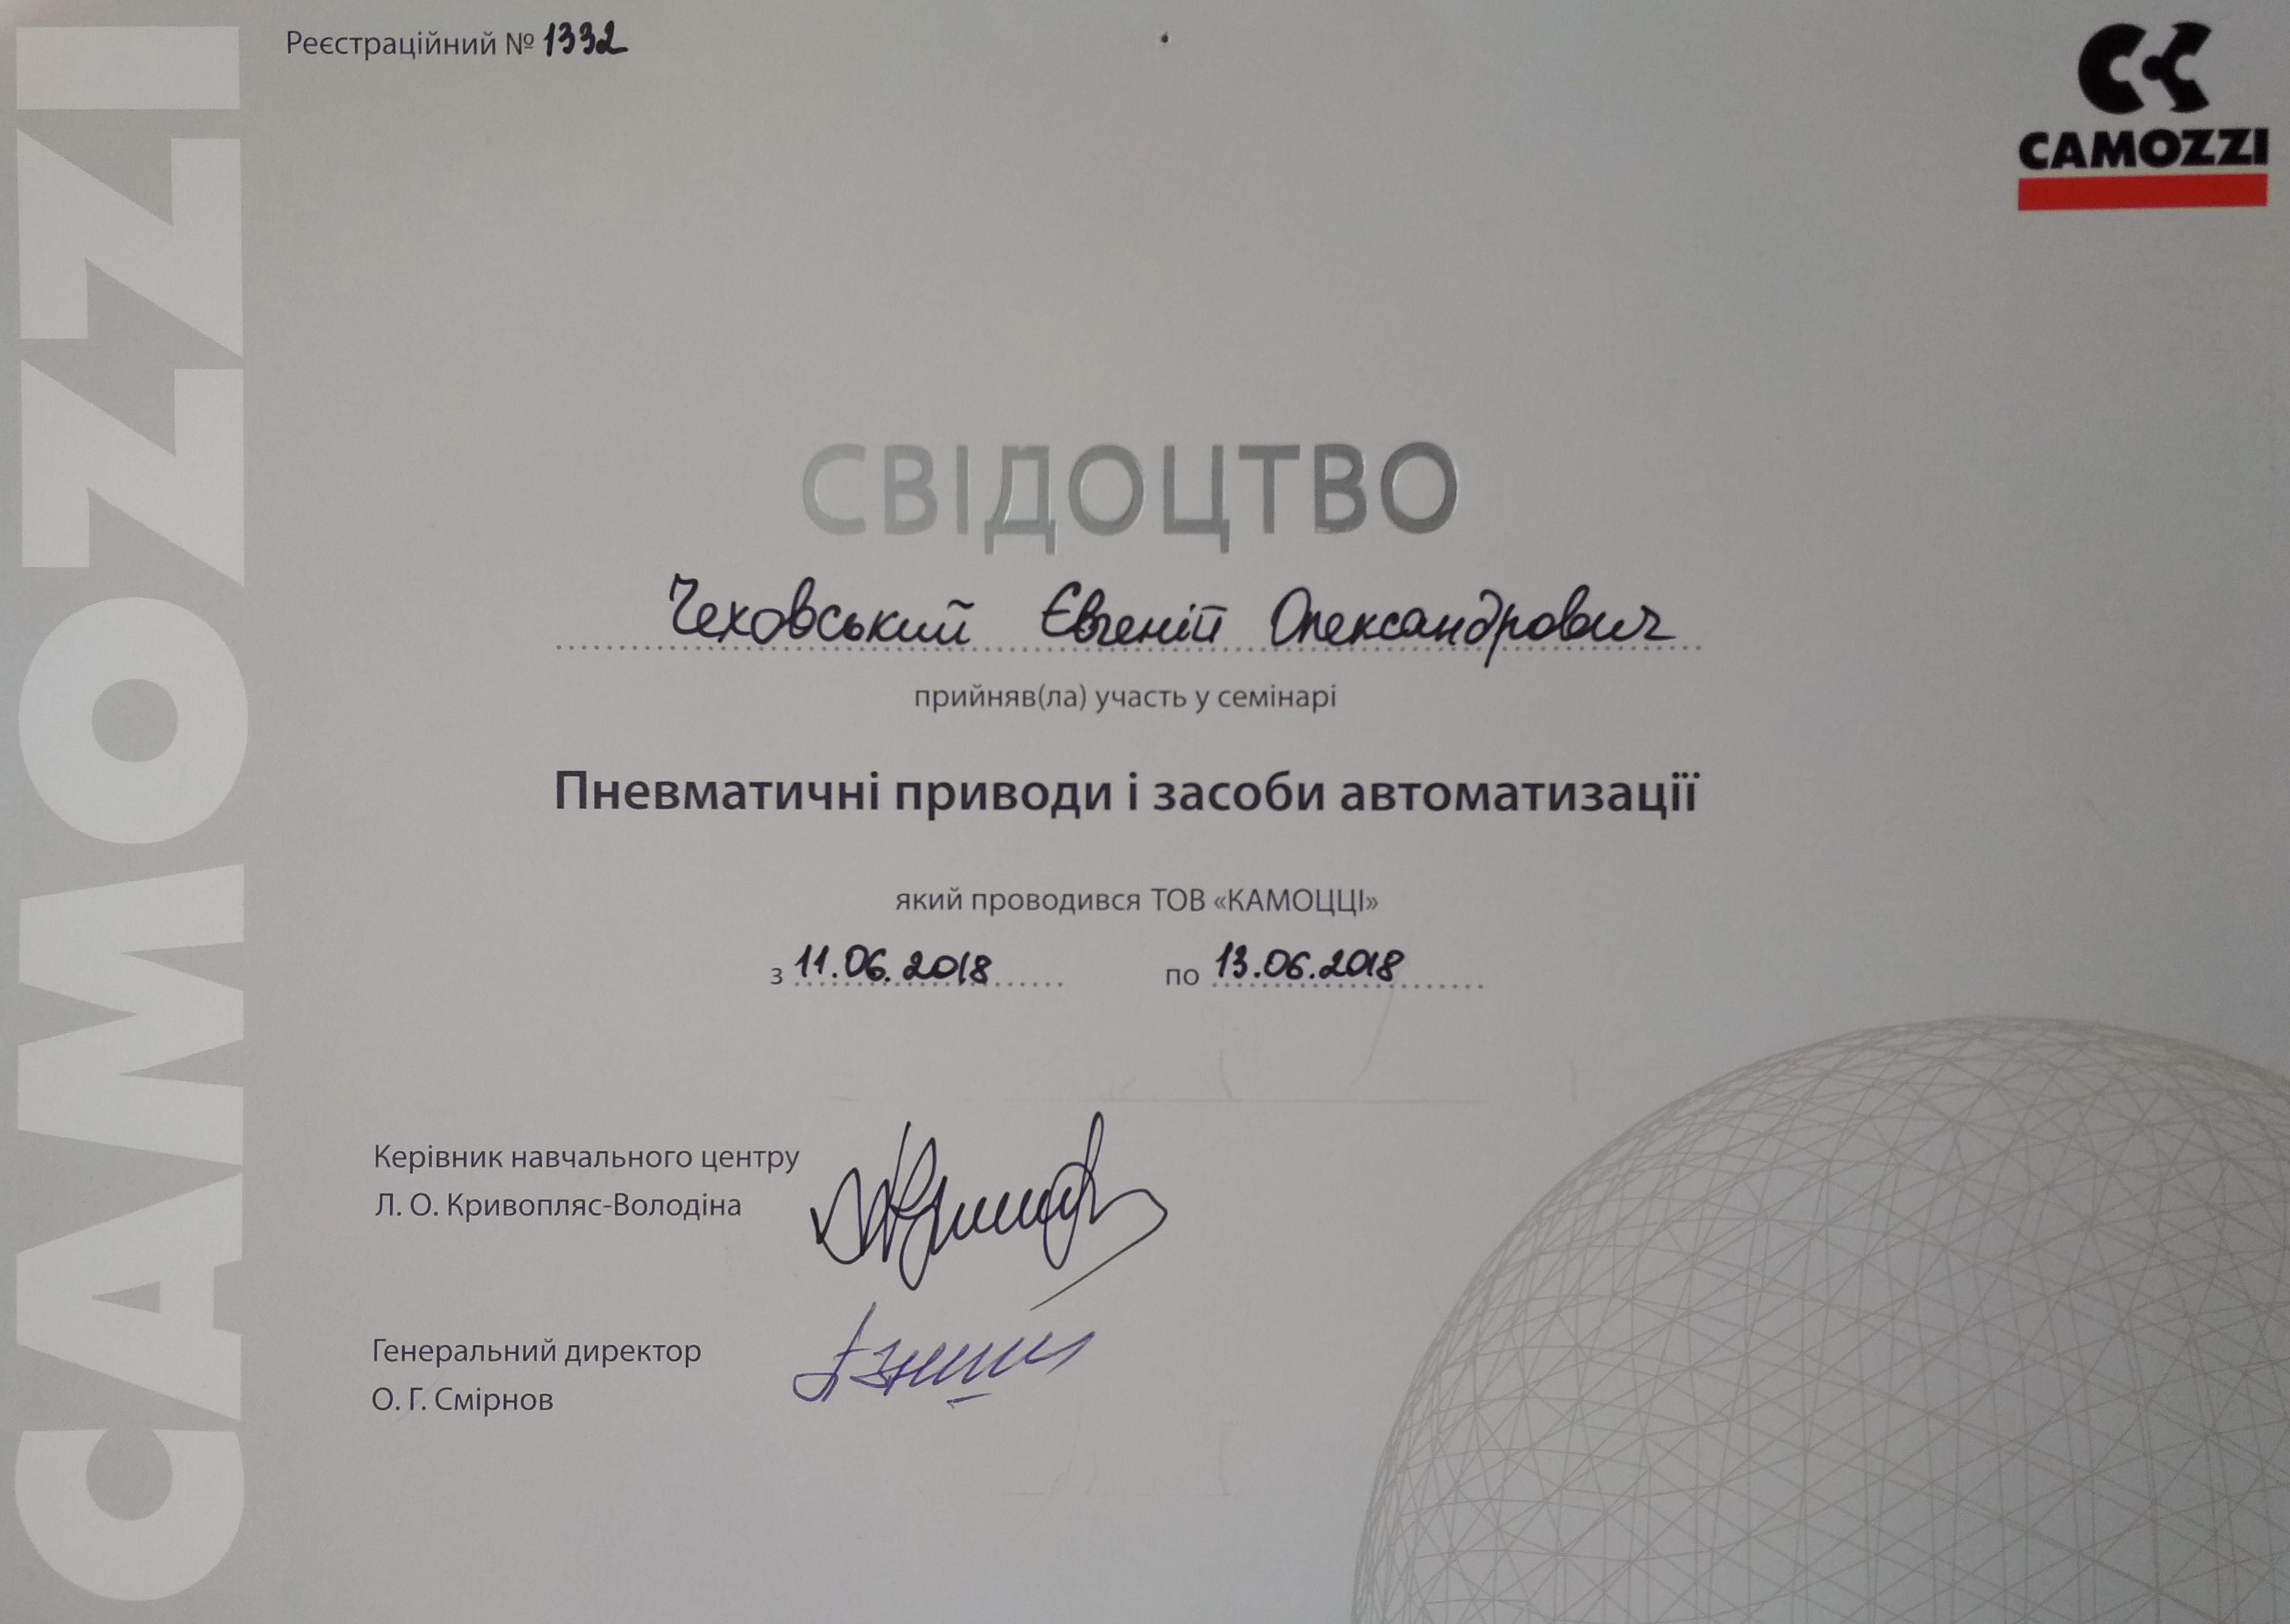 Реєстраційний № 1332
CAMOZZI
CAMOZZI
СВІДОЦТВО
Чеховський Євгеній Олександрович
прийняв(ла) участь у семінарі
Пневматичні приводи і засоби автоматизації
який проводився ТОВ «КАМОЦЦІ»
з 11.06.2018 по 13.06.2018
Керівник навчального центру
Л. О. Кривопляс-Володіна
Генеральний директор
О. Г. Смірнов